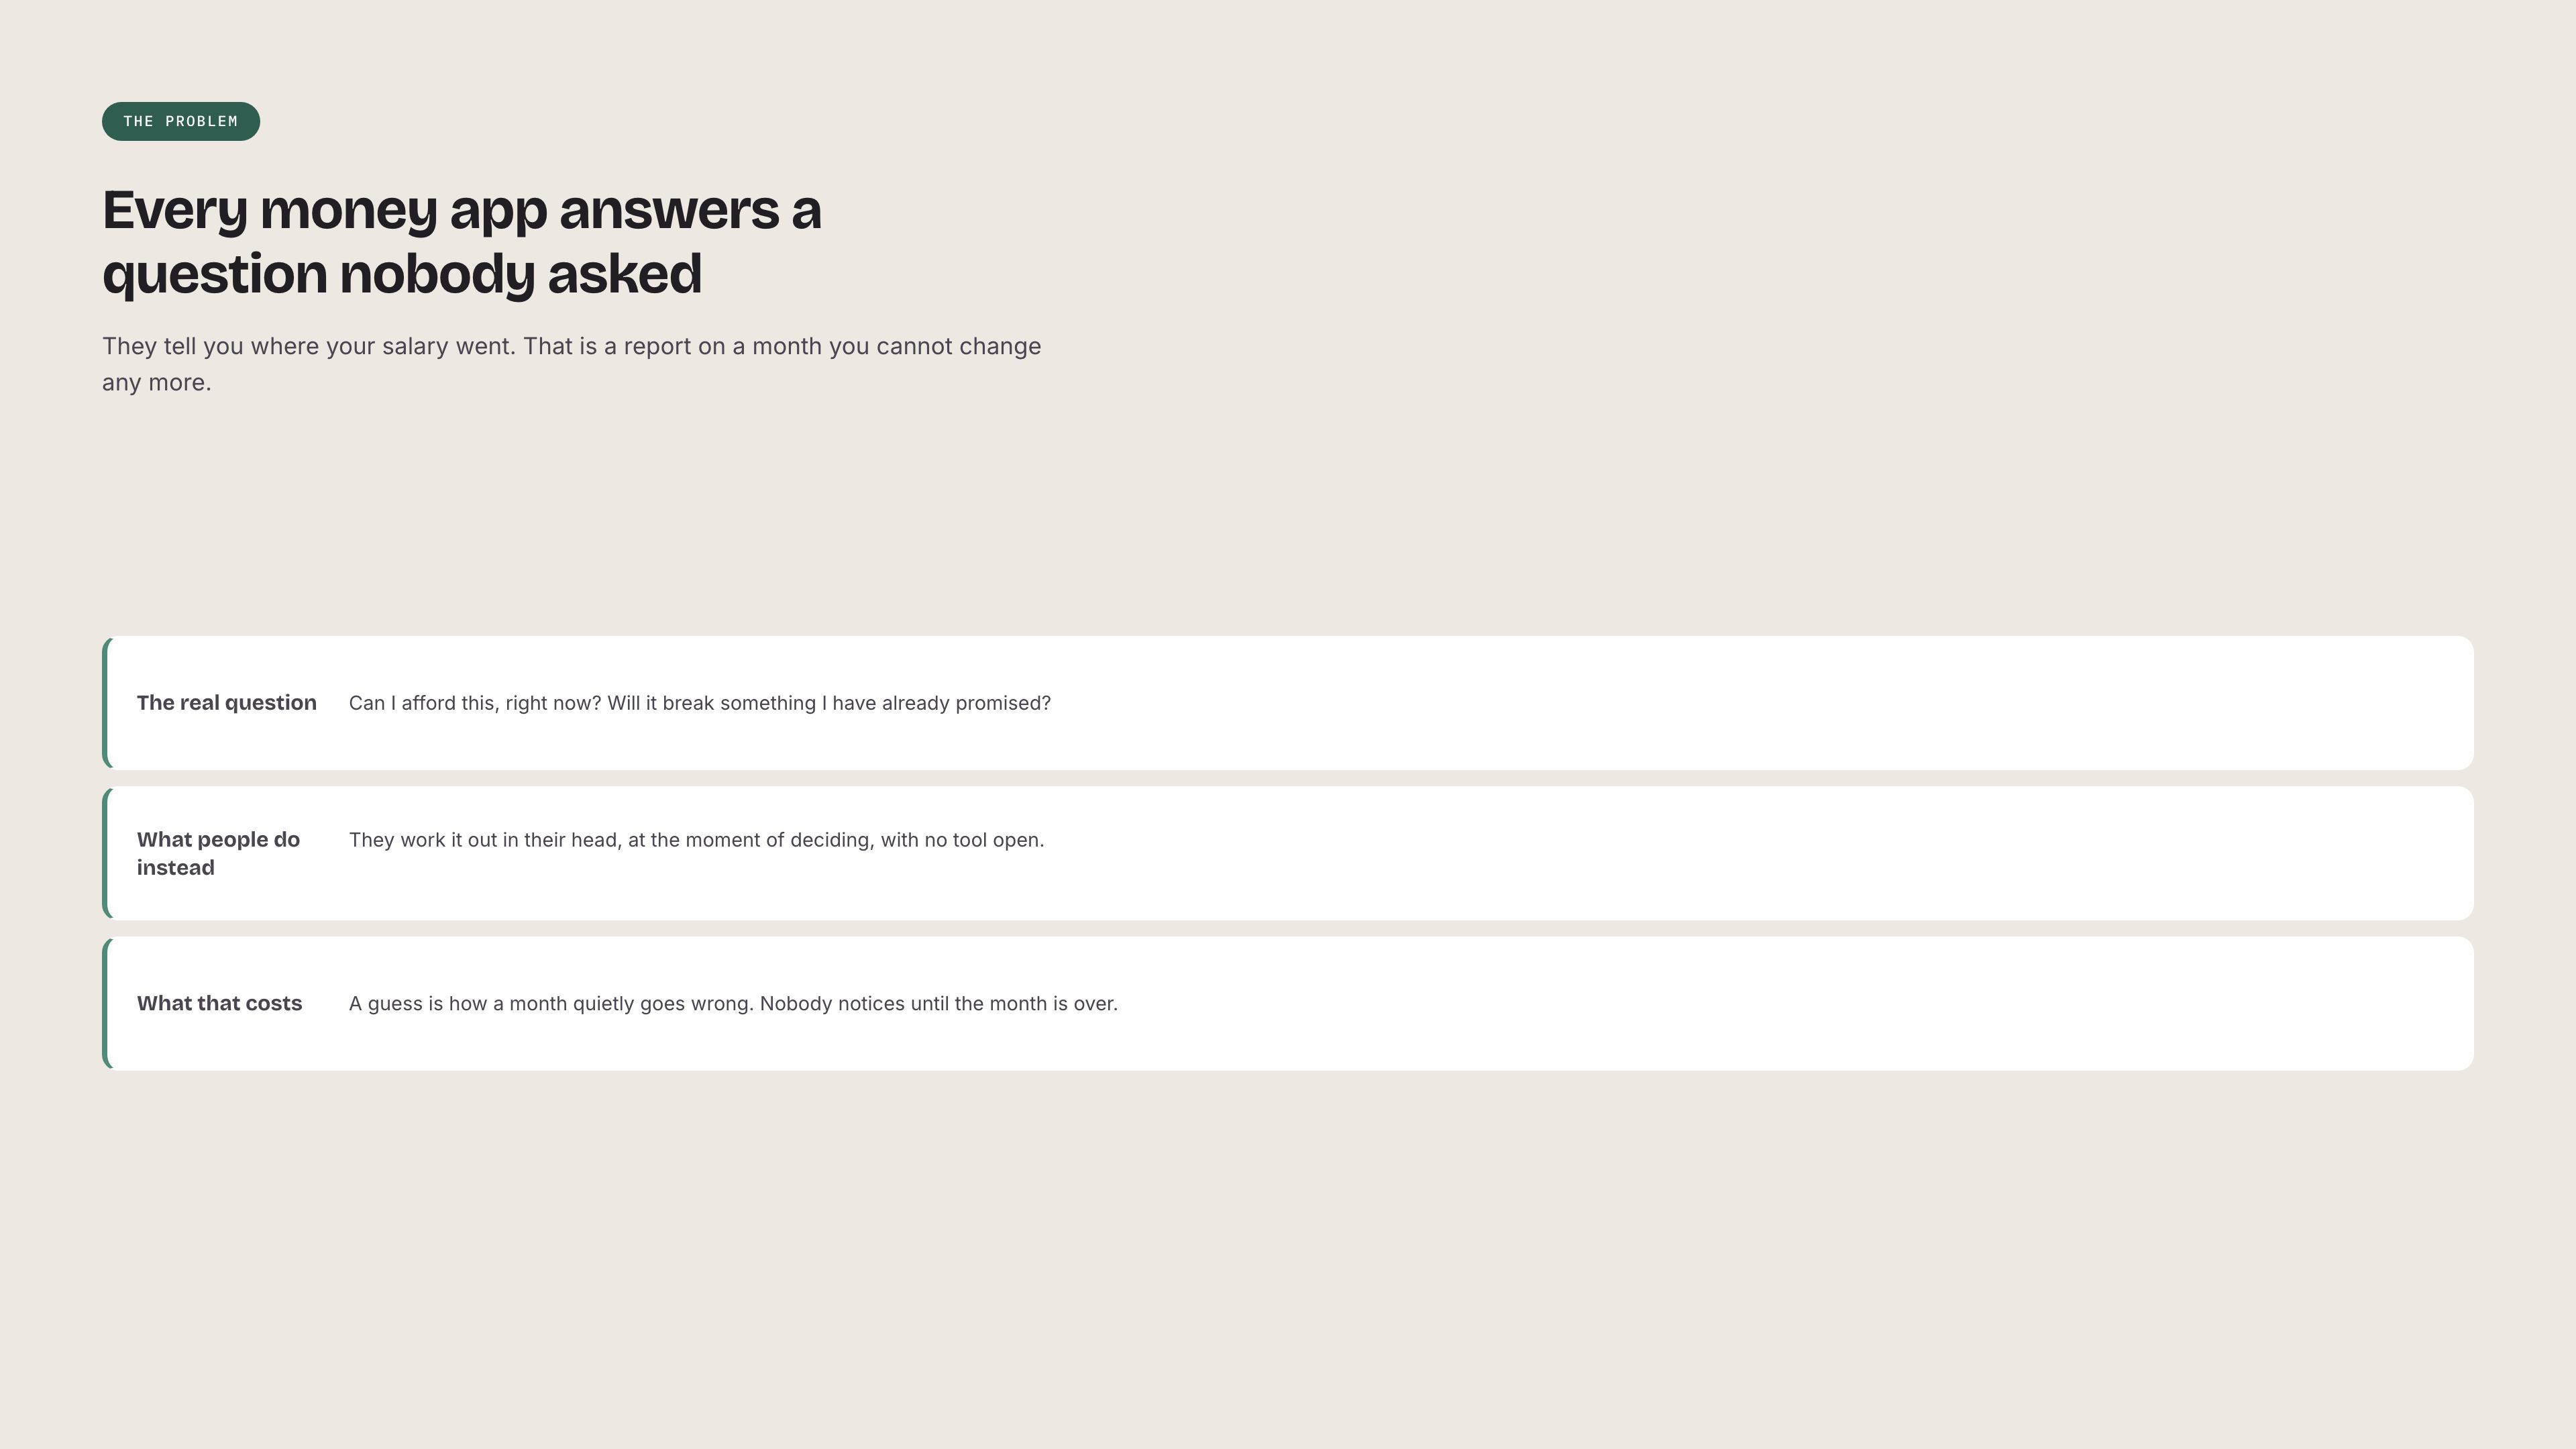 THE PROBLEM
Every money app answers a
question nobody asked
They tell you where your salary went. That is a report on a month you cannot change
any more.
The real question
Can I afford this, right now? Will it break something I have already promised?
What people do
instead
They work it out in their head, at the moment of deciding, with no tool open.
What that costs
A guess is how a month quietly goes wrong. Nobody notices until the month is over.